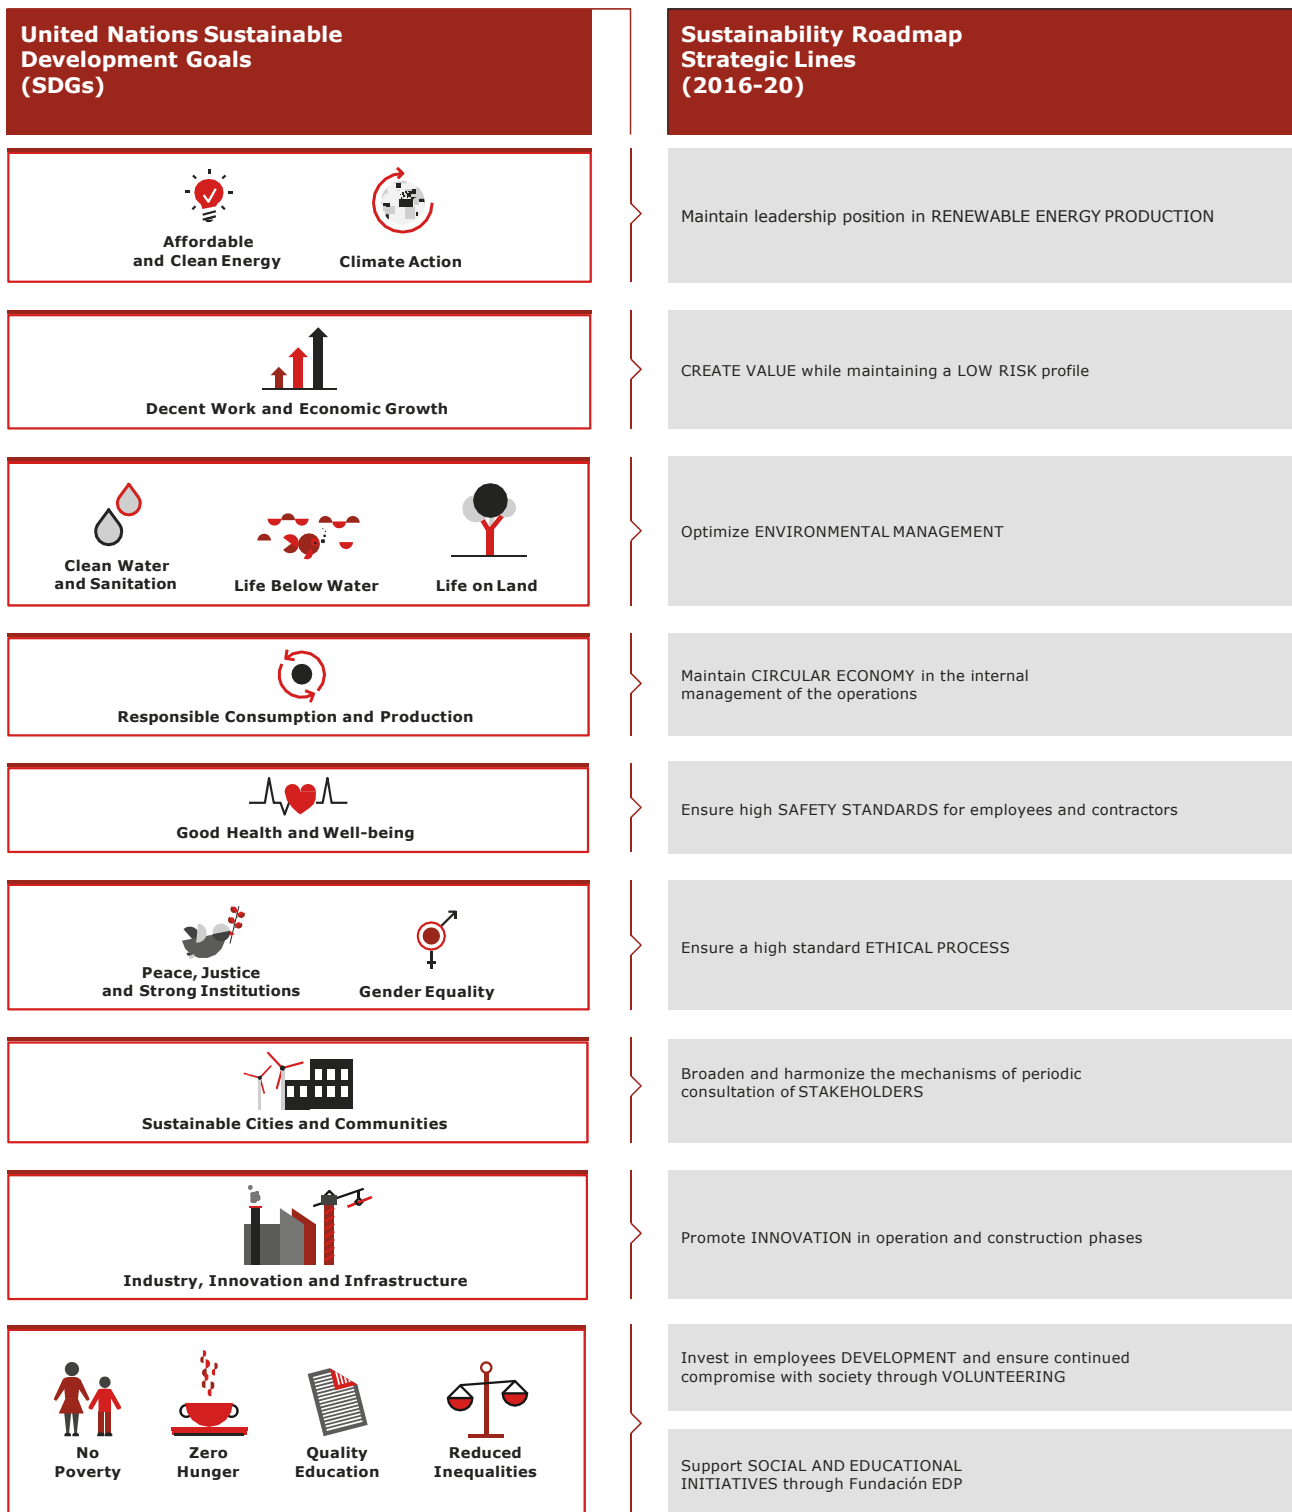 United Nations Sustainable
Development Goals
(SDGs)
Sustainability Roadmap
Strategic Lines
(2016-20)
Affordable
and Clean Energy
Climate Action
Maintain leadership position in RENEWABLE ENERGY PRODUCTION
Decent Work and Economic Growth
CREATE VALUE while maintaining a LOW RISK profile
Clean Water
and Sanitation
Life Below Water
Life on Land
Optimize ENVIRONMENTAL MANAGEMENT
Responsible Consumption and Production
Maintain CIRCULAR ECONOMY in the internal
management of the operations
Good Health and Well-being
Ensure high SAFETY STANDARDS for employees and contractors
Peace, Justice
and Strong Institutions
Gender Equality
Ensure a high standard ETHICAL PROCESS
Sustainable Cities and Communities
Broaden and harmonize the mechanisms of periodic
consultation of STAKEHOLDERS
Industry, Innovation and Infrastructure
Promote INNOVATION in operation and construction phases
No
Poverty
Zero
Hunger
Quality
Education
Reduced
Inequalities
Invest in employees DEVELOPMENT and ensure continued
compromise with society through VOLUNTEERING
Support SOCIAL AND EDUCATIONAL
INITIATIVES through Fundación EDP